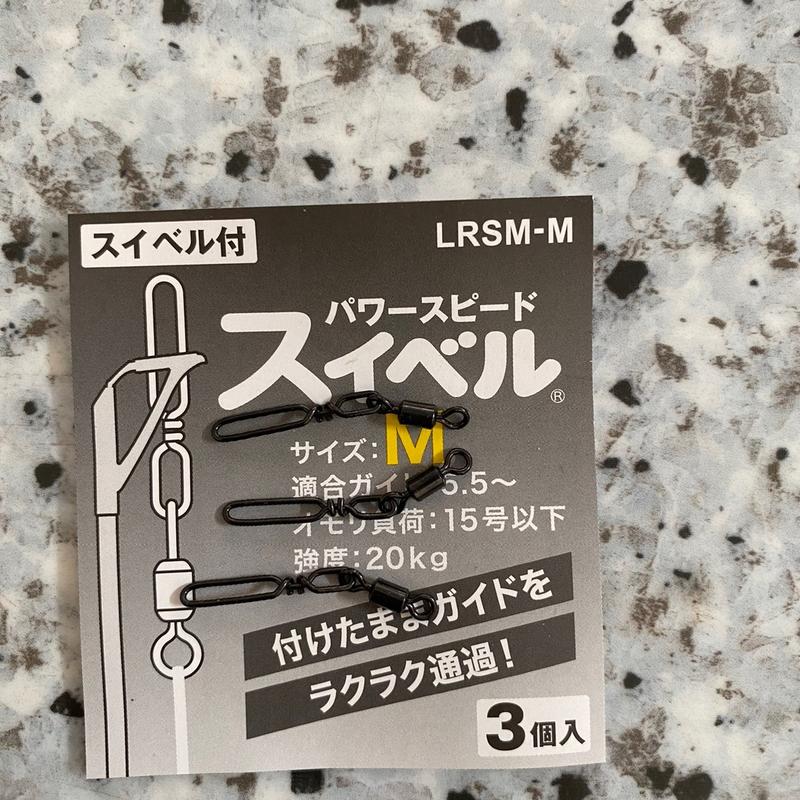 スイベル付
LRSM-M
パワースピード
スイベル®
サイズ:M
適合ガイド 5.5〜
オモリ負荷:15号以下
強度:20kg
付けたままガイドを
ラクラク通過!
3個入